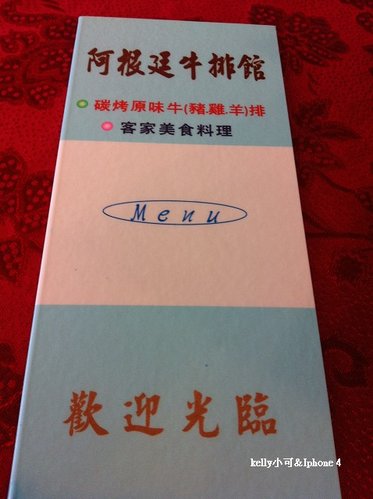 阿根廷牛排館
碳烤原味牛(豬.雞.羊)排
客家美食料理
Menu
歡迎光臨
kelly小可&Iphone 4